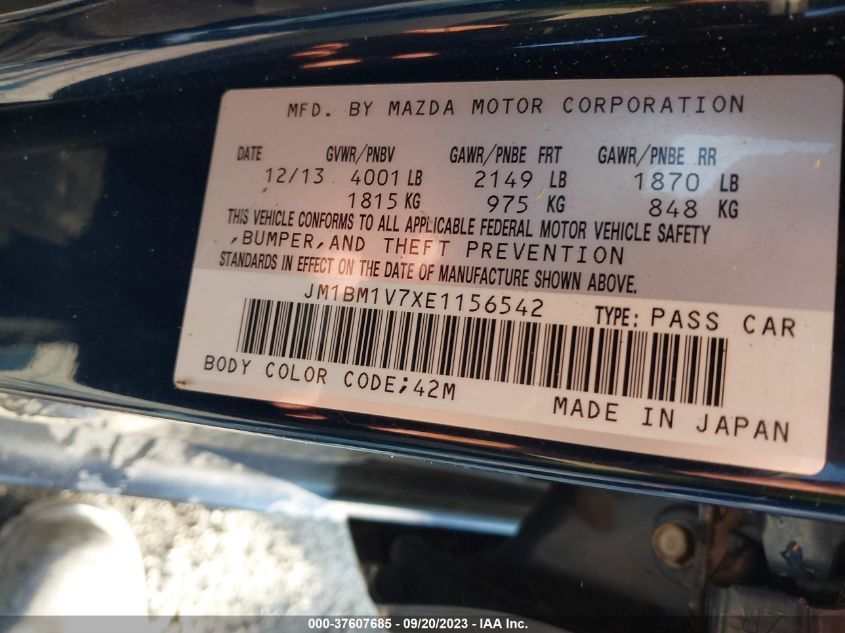 MFD. BY MAZDA MOTOR CORPORATION
DATE GVWR/PNBV GAWR/PNBE FRT GAWR/PNBE RR
12/13 4001 LB 2149 LB 1870 LB
1815 KG 975 KG 848 KG
THIS VEHICLE CONFORMS TO ALL APPLICABLE FEDERAL MOTOR VEHICLE SAFETY
,BUMPER,AND THEFT PREVENTION
STANDARDS IN EFFECT ON THE DATE OF MANUFACTURE SHOWN ABOVE.
JM1BM1V7XE1156542 TYPE: PASS CAR
BODY COLOR CODE;42M
MADE IN JAPAN
000-37607685 - 09/20/2023 - IAA Inc.